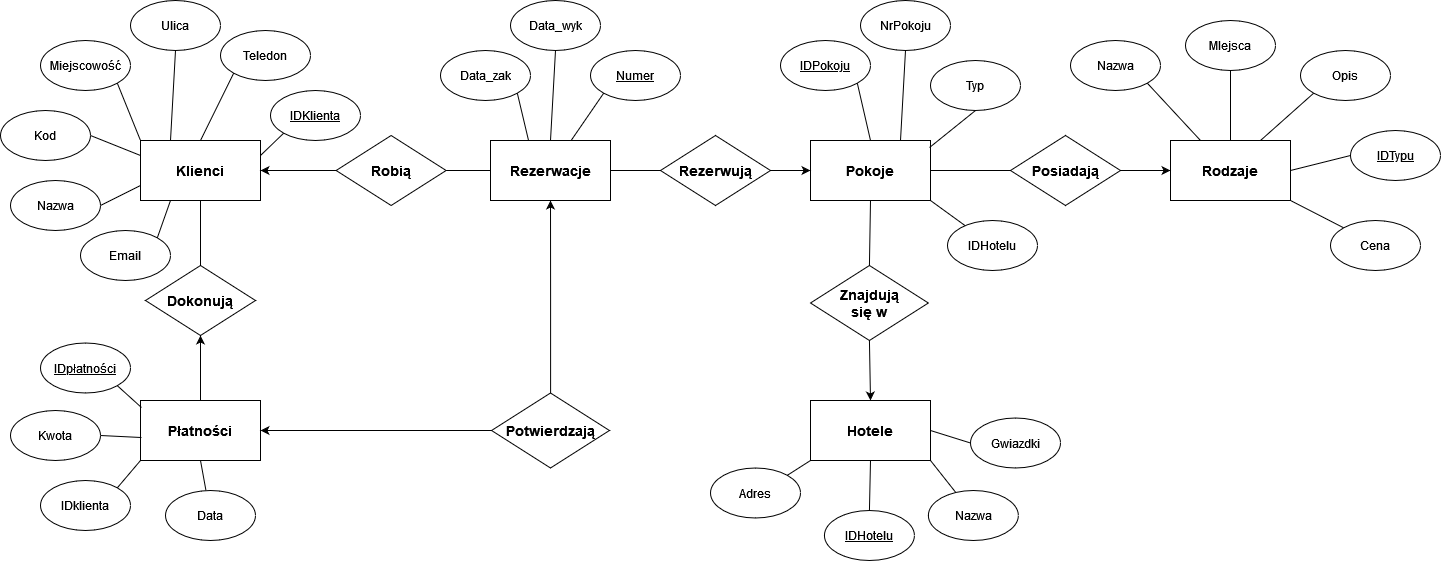 Ulica
Data_wyk
NrPokoju
Miejscowość
Teledon
Data_zak
Numer
IDPokoju
Nazwa
MIejsca
Opis
Typ
IDKlienta
Kod
IDTypu
Klienci
Robią
Rezerwacje
Rezerwują
Pokoje
Posiadają
Rodzaje
Nazwa
Email
IDHotelu
Cena
Dokonują
Znajdują
się w
IDpłatności
Kwota
Płatności
Potwierdzają
Hotele
Gwiazdki
IDklienta
Data
Adres
IDHotelu
Nazwa